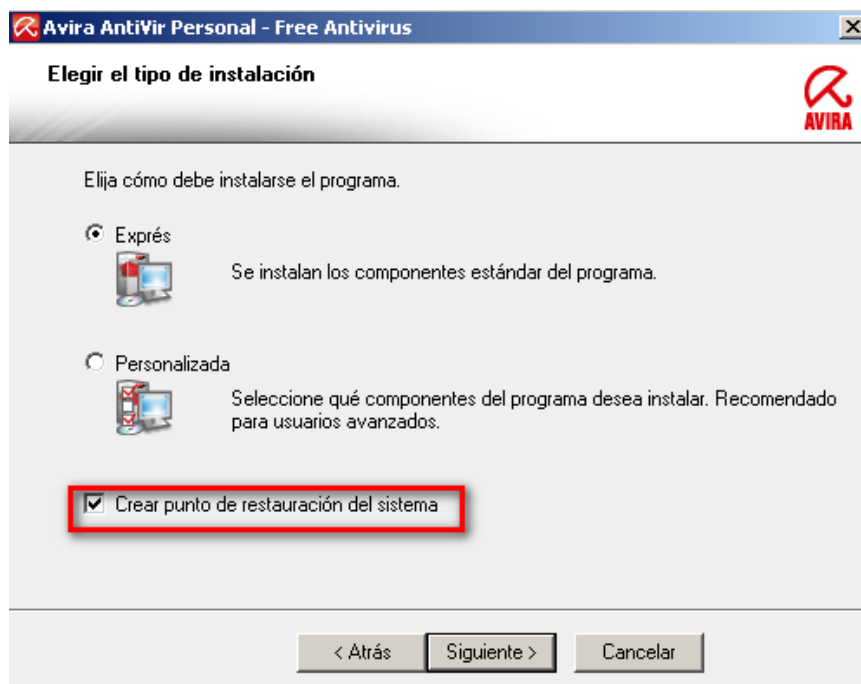 Avira AntiVir Personal - Free Antivirus
Elegir el tipo de instalación
AVIRA
Elija cómo debe instalarse el programa.
Exprés
Se instalan los componentes estándar del programa.
Personalizada
Seleccione qué componentes del programa desea instalar. Recomendado
para usuarios avanzados.
Crear punto de restauración del sistema
< Atrás
Siguiente >
Cancelar